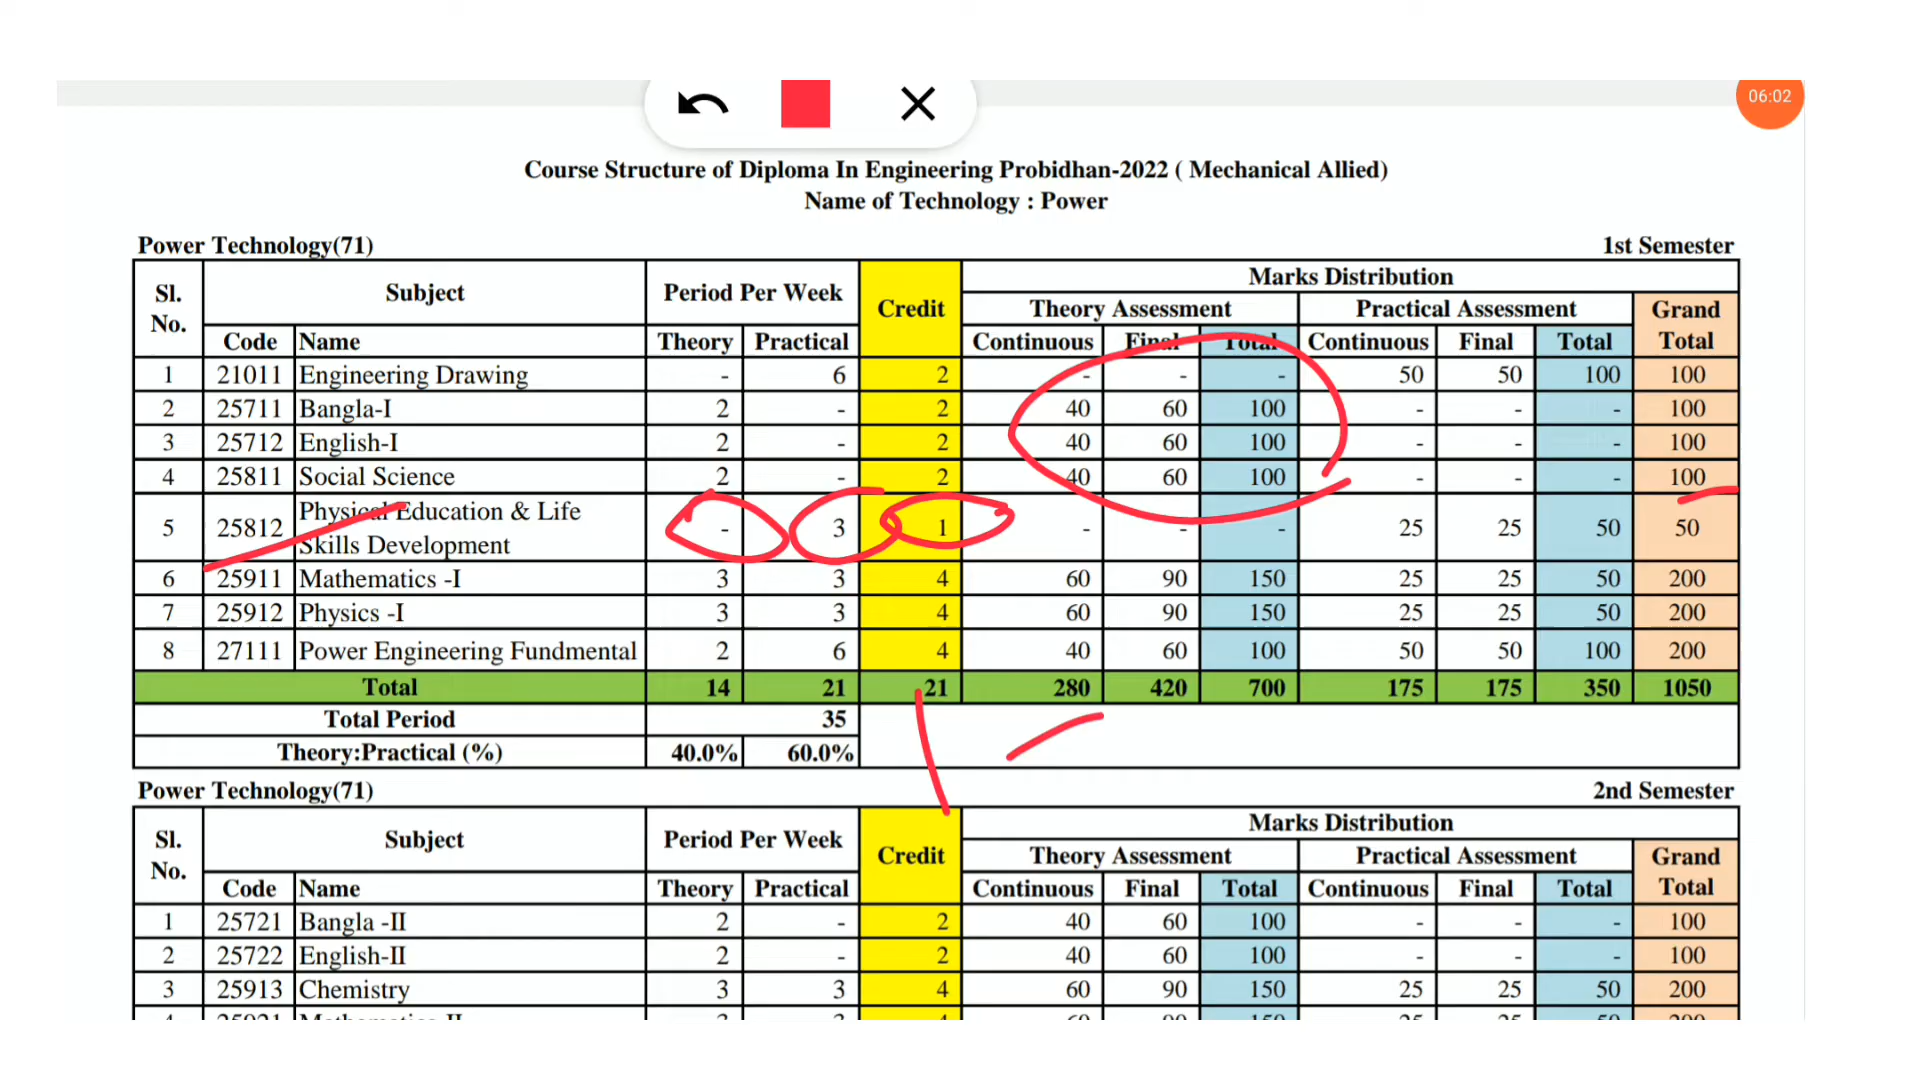 06:02
Course Structure of Diploma In Engineering Probidhan-2022 ( Mechanical Allied)
Name of Technology : Power
Power Technology(71) 1st Semester
Sl. No. Subject Period Per Week Credit Marks Distribution
Theory Assessment Practical Assessment Grand Total
Code Name Theory Practical Continuous Final Total Continuous Final Total
1 21011 Engineering Drawing - 6 2 - - - 50 50 100 100
2 25711 Bangla-I 2 - 2 40 60 100 - - - 100
3 25712 English-I 2 - 2 40 60 100 - - - 100
4 25811 Social Science 2 - 2 40 60 100 - - - 100
5 25812 Physical Education & Life Skills Development - 3 1 - - - 25 25 50 50
6 25911 Mathematics -I 3 3 4 60 90 150 25 25 50 200
7 25912 Physics -I 3 3 4 60 90 150 25 25 50 200
8 27111 Power Engineering Fundmental 2 6 4 40 60 100 50 50 100 200
Total 14 21 21 280 420 700 175 175 350 1050
Total Period 35
Theory:Practical (%) 40.0% 60.0%
Power Technology(71) 2nd Semester
Sl. No. Subject Period Per Week Credit Marks Distribution
Theory Assessment Practical Assessment Grand Total
Code Name Theory Practical Continuous Final Total Continuous Final Total
1 25721 Bangla -II 2 - 2 40 60 100 - - - 100
2 25722 English-II 2 - 2 40 60 100 - - - 100
3 25913 Chemistry 3 3 4 60 90 150 25 25 50 200